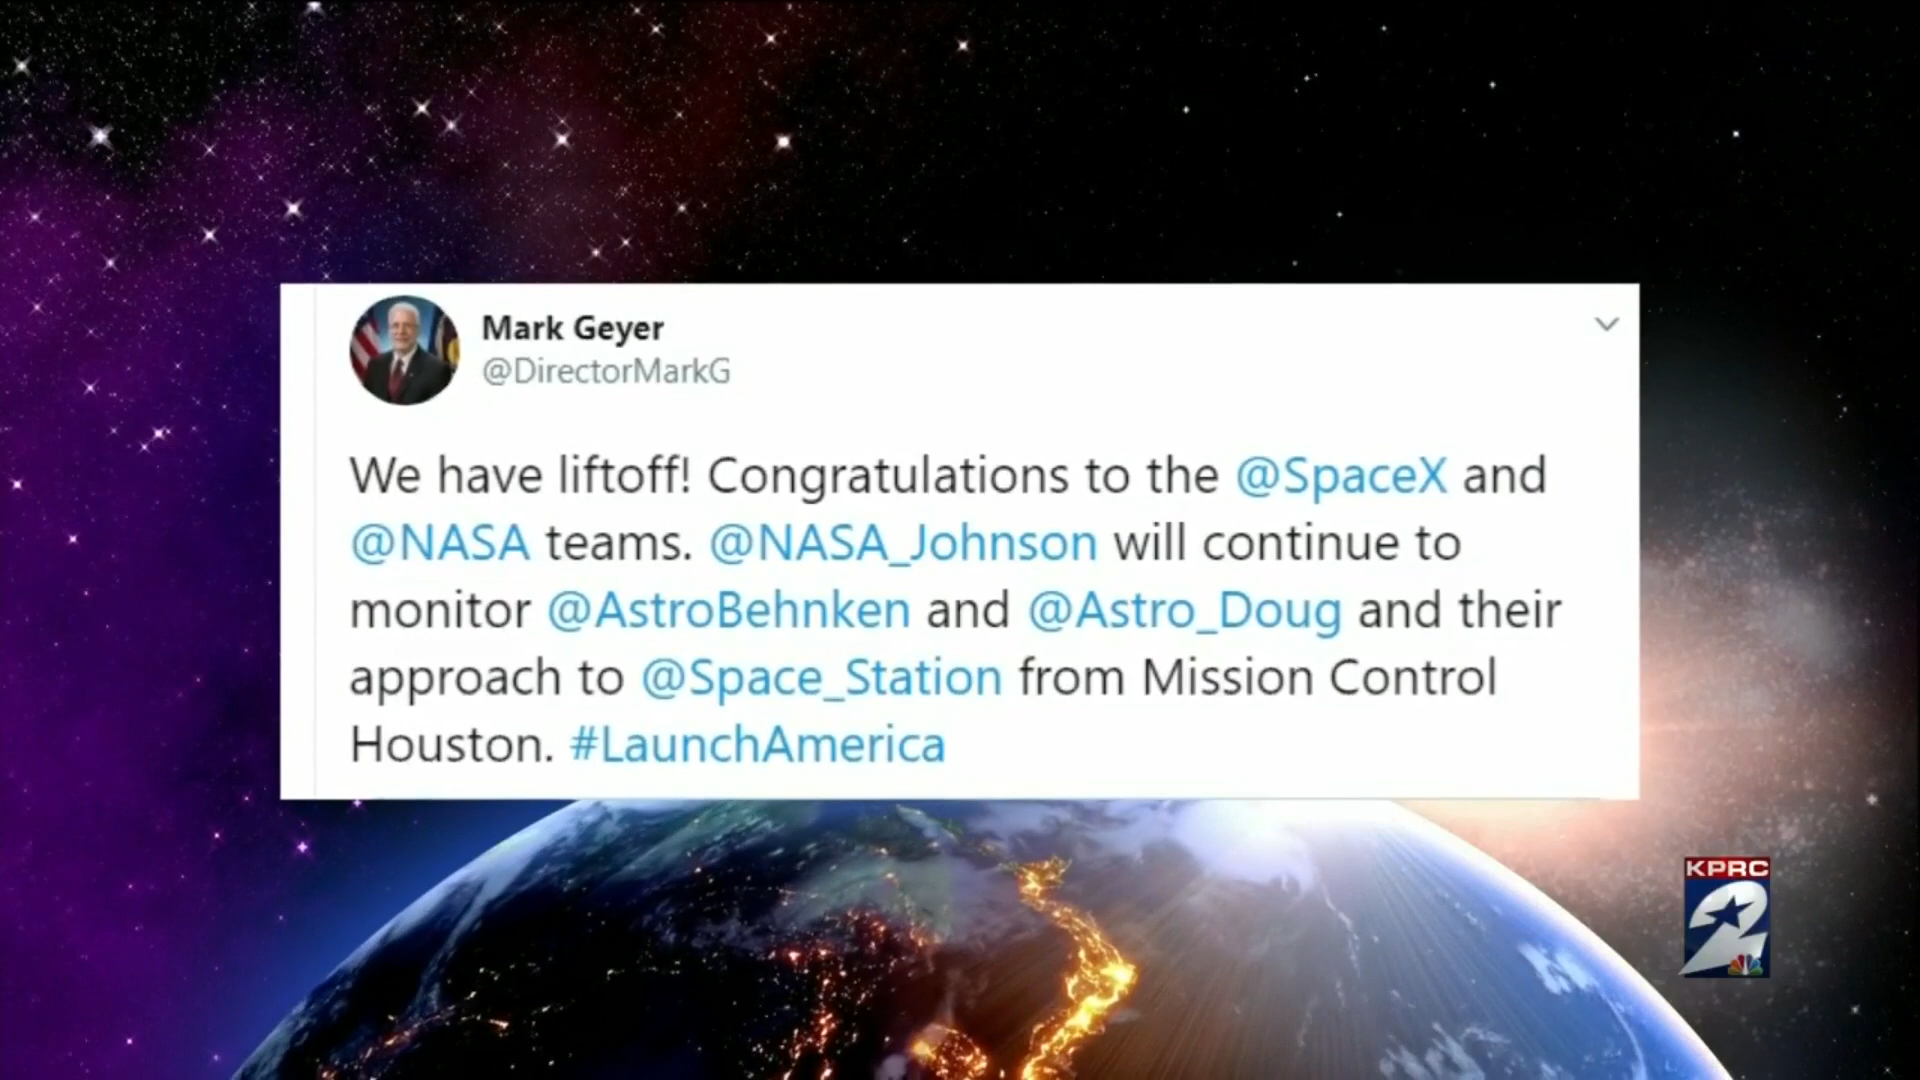 Mark Geyer
@DirectorMarkG
We have liftoff! Congratulations to the @SpaceX and
@NASA teams. @NASA_Johnson will continue to
monitor @AstroBehnken and @Astro_Doug and their
approach to @Space_Station from Mission Control
Houston. #LaunchAmerica
KPRC
2